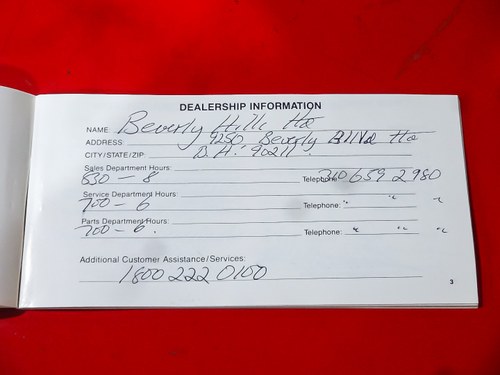 DEALERSHIP INFORMATION
NAME: Beverly Hills
ADDRESS: 9250 Beverly Blvd
CITY/STATE/ZIP: B.H. 90211.
Sales Department Hours:
830 - 8 Telephone: 310 659 2980
Service Department Hours:
700 - 6 Telephone: " " "
Parts Department Hours:
700 - 6. Telephone: " " "
Additional Customer Assistance/Services:
1800 222 0100
3